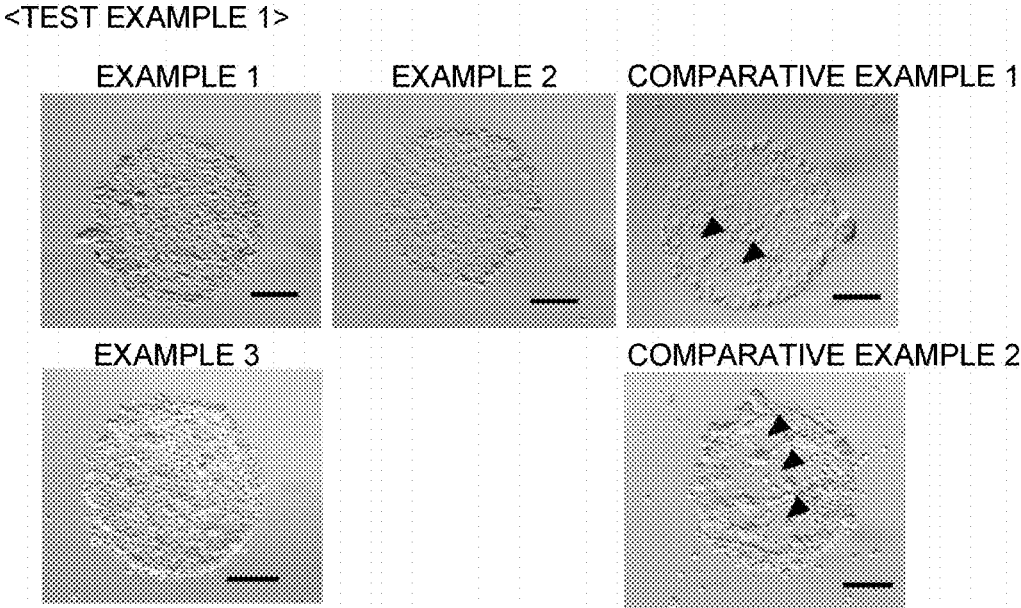 <TEST EXAMPLE 1>
EXAMPLE 1
EXAMPLE 2
COMPARATIVE EXAMPLE 1
EXAMPLE 3
COMPARATIVE EXAMPLE 2